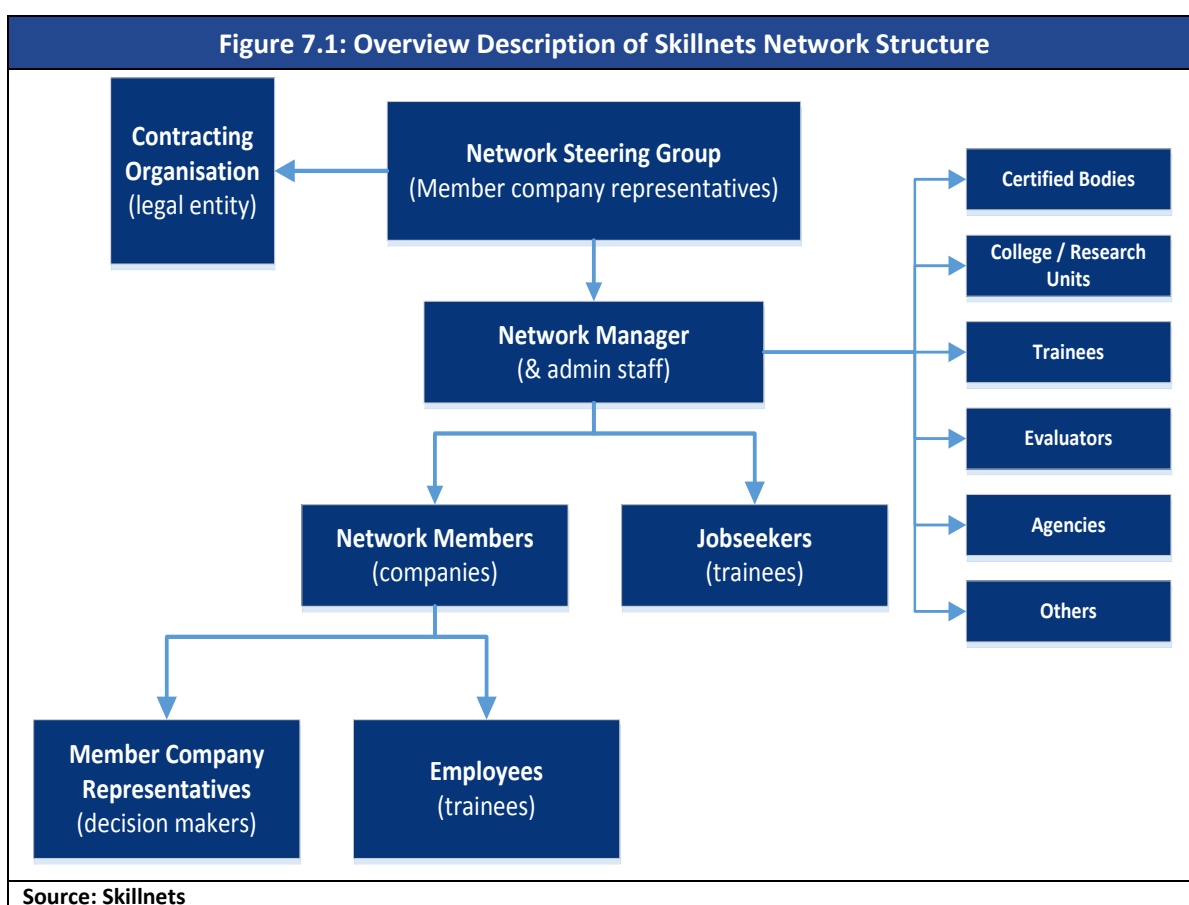 Figure 7.1: Overview Description of Skillnets Network Structure
Contracting
Organisation
(legal entity)
Network Steering Group
(Member company representatives)
Certified Bodies
College / Research
Units
Network Manager
(& admin staff)
Trainees
Evaluators
Network Members
(companies)
Jobseekers
(trainees)
Agencies
Others
Member Company
Representatives
(decision makers)
Employees
(trainees)
Source: Skillnets